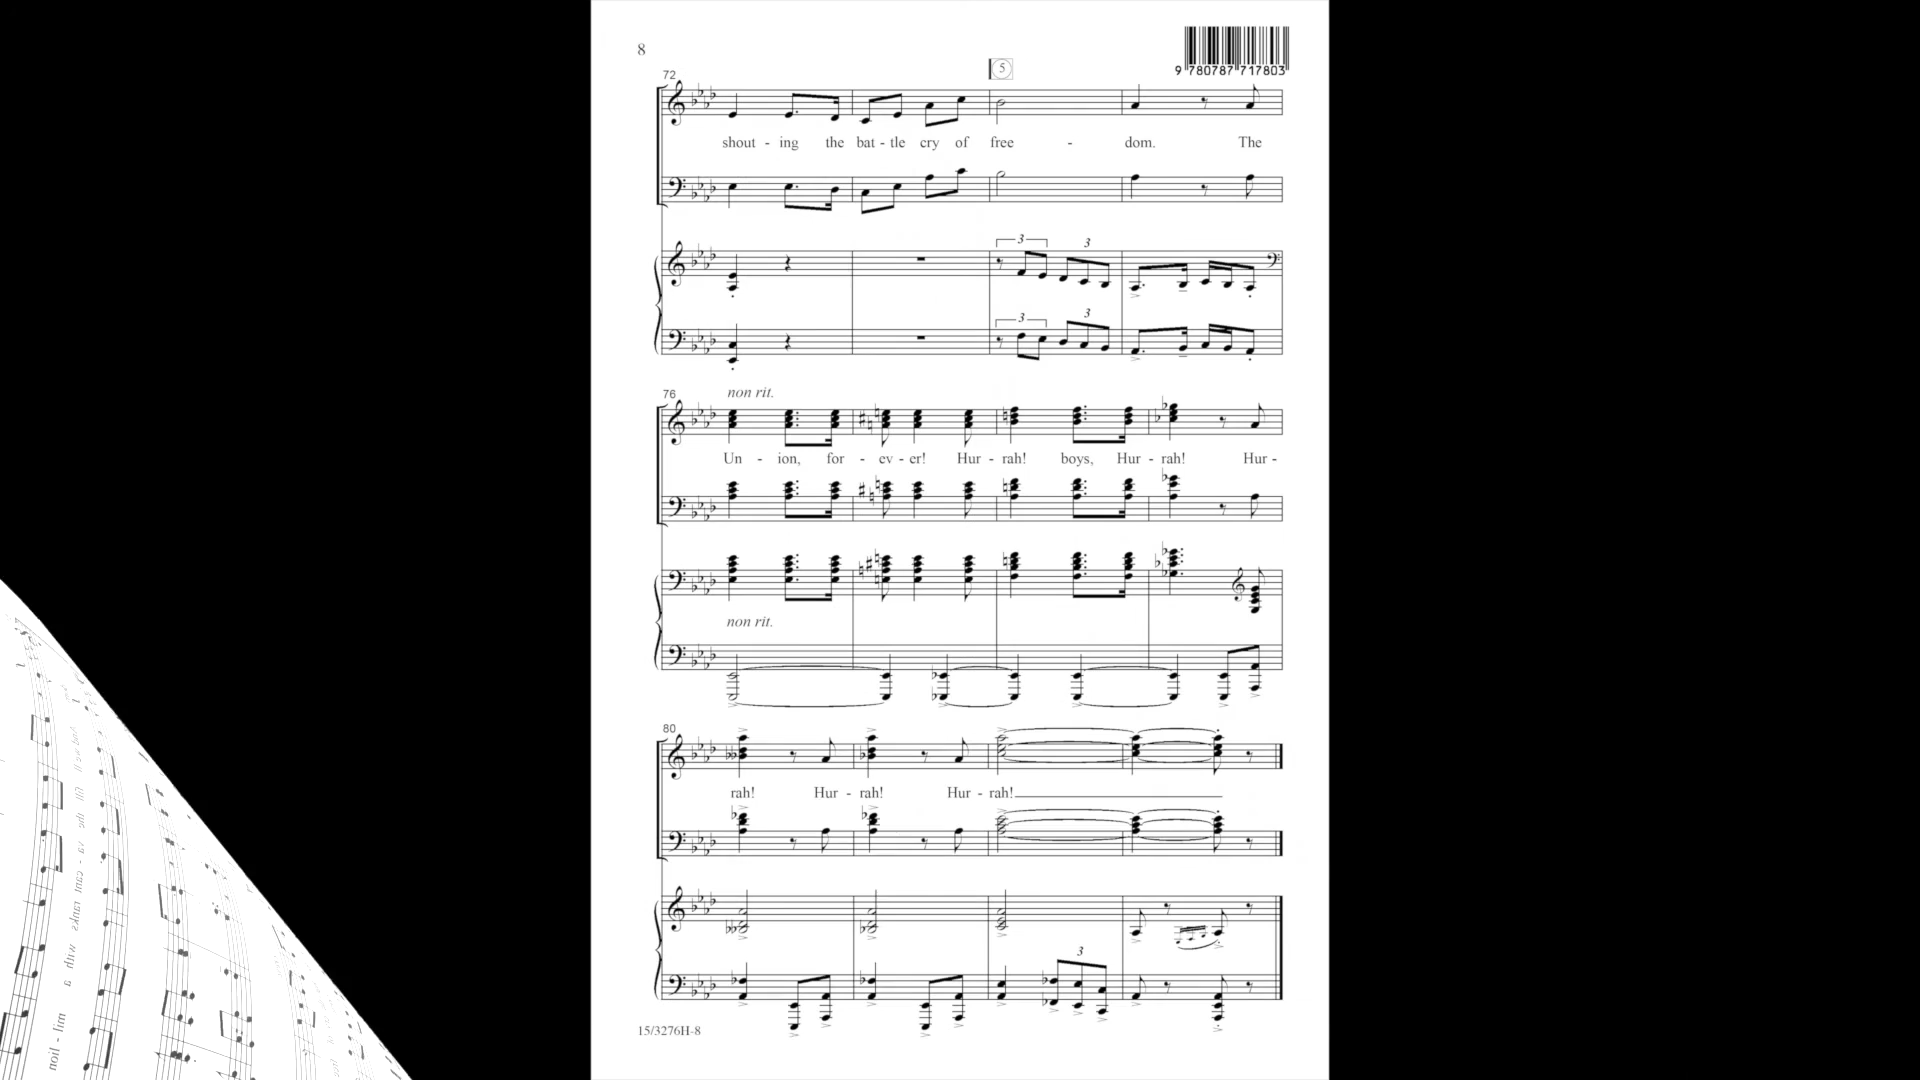 8
5
9 780787 717803
72
shout - ing the bat - tle cry of free - dom. The
3 3
3 3
76
non rit.
Un - ion, for - ev - er! Hur - rah! boys, Hur - rah! Hur -
non rit.
80
rah! Hur - rah! Hur - rah!
3
15/3276H-8